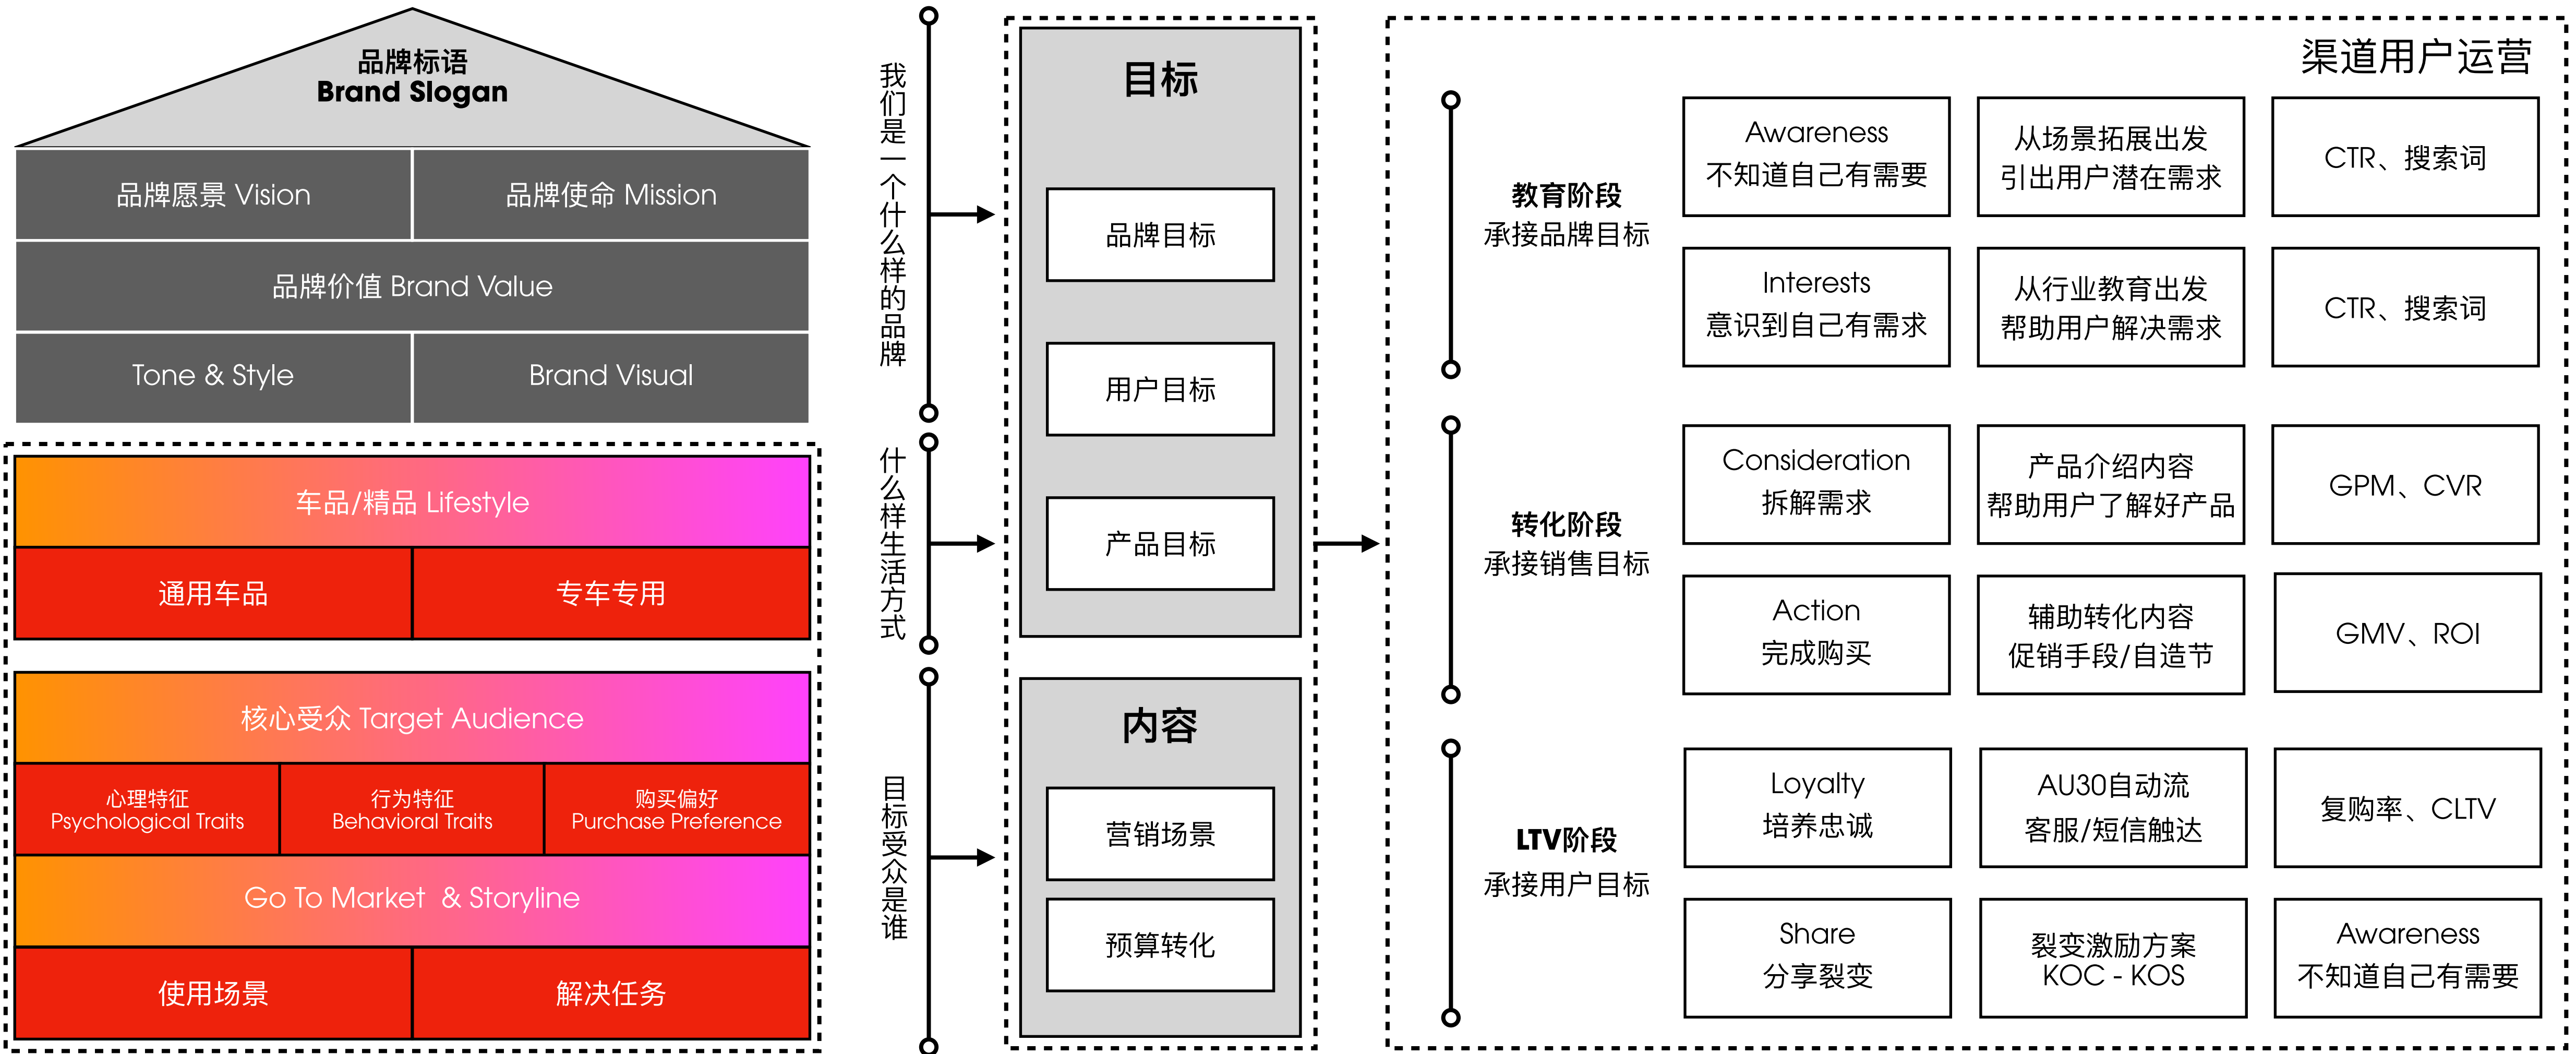 品牌标语
Brand Slogan
品牌愿景 Vision
品牌使命 Mission
品牌价值 Brand Value
Tone & Style
Brand Visual
车品/精品 Lifestyle
通用车品
专车专用
核心受众 Target Audience
心理特征
Psychological Traits
行为特征
Behavioral Traits
购买偏好
Purchase Preference
Go To Market & Storyline
使用场景
解决任务
我们是一个什么样的品牌
什么样生活方式
目标受众是谁
目标
品牌目标
用户目标
产品目标
内容
营销场景
预算转化
渠道用户运营
教育阶段
承接品牌目标
Awareness
不知道自己有需要
从场景拓展出发
引出用户潜在需求
CTR、搜索词
Interests
意识到自己有需求
从行业教育出发
帮助用户解决需求
CTR、搜索词
转化阶段
承接销售目标
Consideration
拆解需求
产品介绍内容
帮助用户了解好产品
GPM、CVR
Action
完成购买
辅助转化内容
促销手段/自造节
GMV、ROI
LTV阶段
承接用户目标
Loyalty
培养忠诚
AU30自动流
客服/短信触达
复购率、CLTV
Share
分享裂变
裂变激励方案
KOC - KOS
Awareness
不知道自己有需要